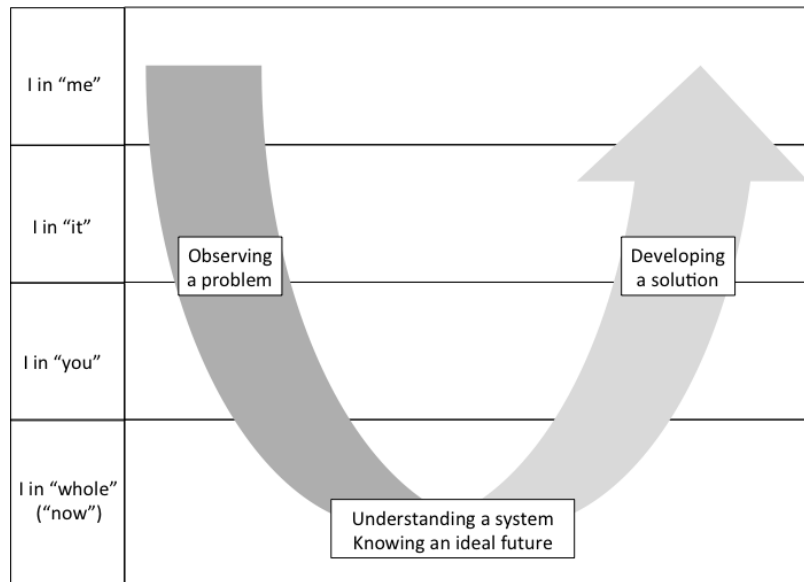 I in “me”
I in “it”
Observing
a problem
Developing
a solution
I in “you”
I in “whole”
(“now”)
Understanding a system
Knowing an ideal future